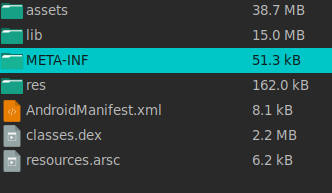 assets 38.7 MB
lib 15.0 MB
META-INF 51.3 kB
res 162.0 kB
AndroidManifest.xml 8.1 kB
classes.dex 2.2 MB
resources.arsc 6.2 kB